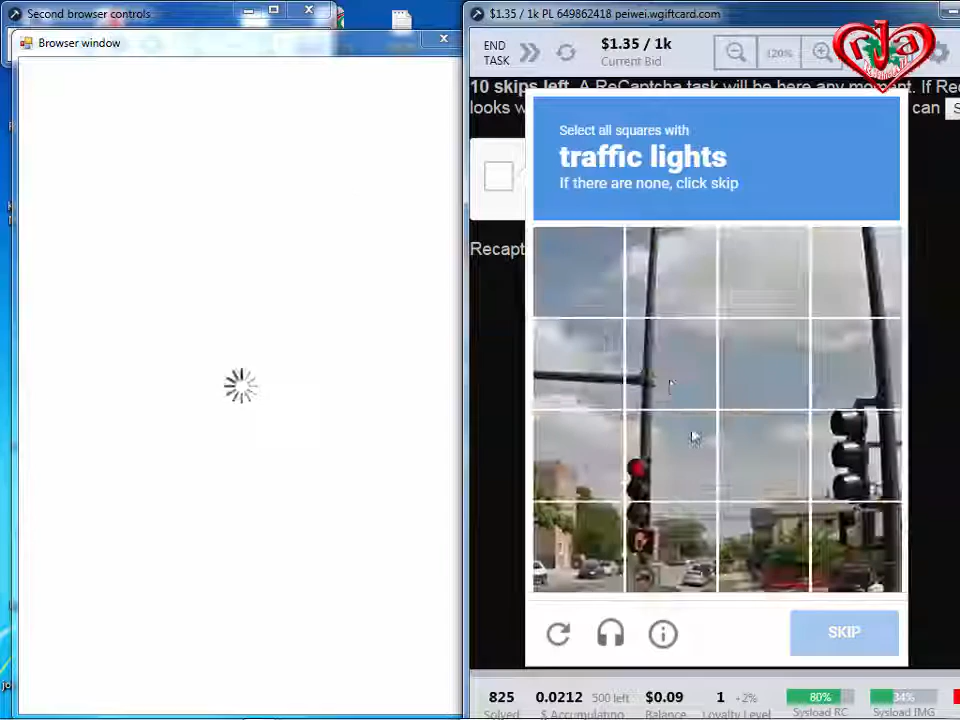 Second browser controls
Browser window
$1.35 / 1k PL 649862418 peiwei.wgiftcard.com
END
TASK
$1.35 / 1k
Current Bid
120%
10 skips left. A ReCaptcha task will be here any moment. If Rec
looks w
can
Select all squares with
traffic lights
If there are none, click skip
Recapt
SKIP
825
Solved
0.0212
$ Accumulating
500 left
$0.09
Balance
1
+2%
Loyalty Level
80%
Sysload RC
34%
Sysload IMG